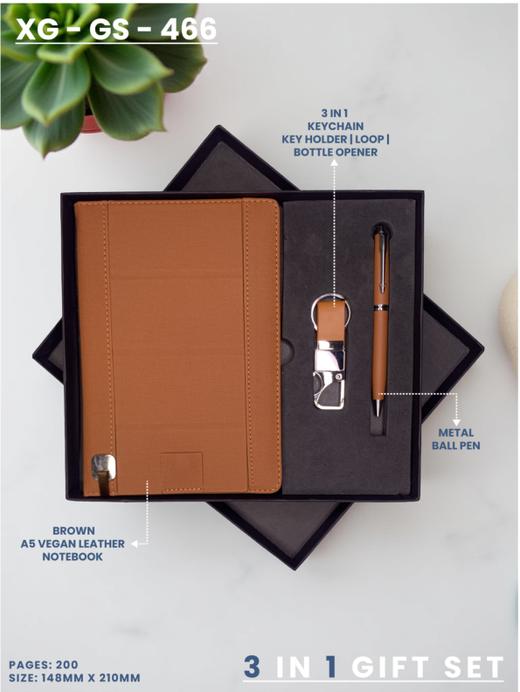 XG - GS - 466
3 IN 1
KEYCHAIN
KEY HOLDER | LOOP |
BOTTLE OPENER
METAL
BALL PEN
BROWN
A5 VEGAN LEATHER
NOTEBOOK
PAGES: 200
SIZE: 148MM X 210MM
3 IN 1 GIFT SET